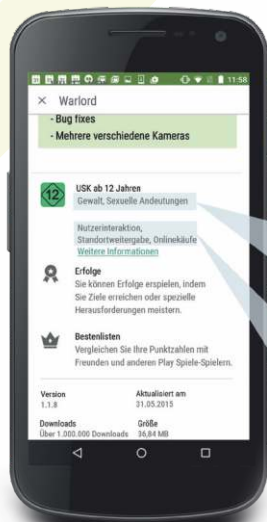 11:58
× Warlord
- Bug fixes
- Mehrere verschiedene Kameras
12
USK ab 12 Jahren
Gewalt, Sexuelle Andeutungen
Nutzerinteraktion,
Standortweitergabe, Onlinekäufe
Weitere Informationen
Erfolge
Sie können Erfolge erspielen, indem
Sie Ziele erreichen oder spezielle
Herausforderungen meistern.
Bestenlisten
Vergleichen Sie Ihre Punktzahlen mit
Freunden und anderen Play Spiele-Spielern.
Version
1.1.8
Aktualisiert am
31.05.2015
Downloads
Über 1.000.000 Downloads
Größe
36,84 MB